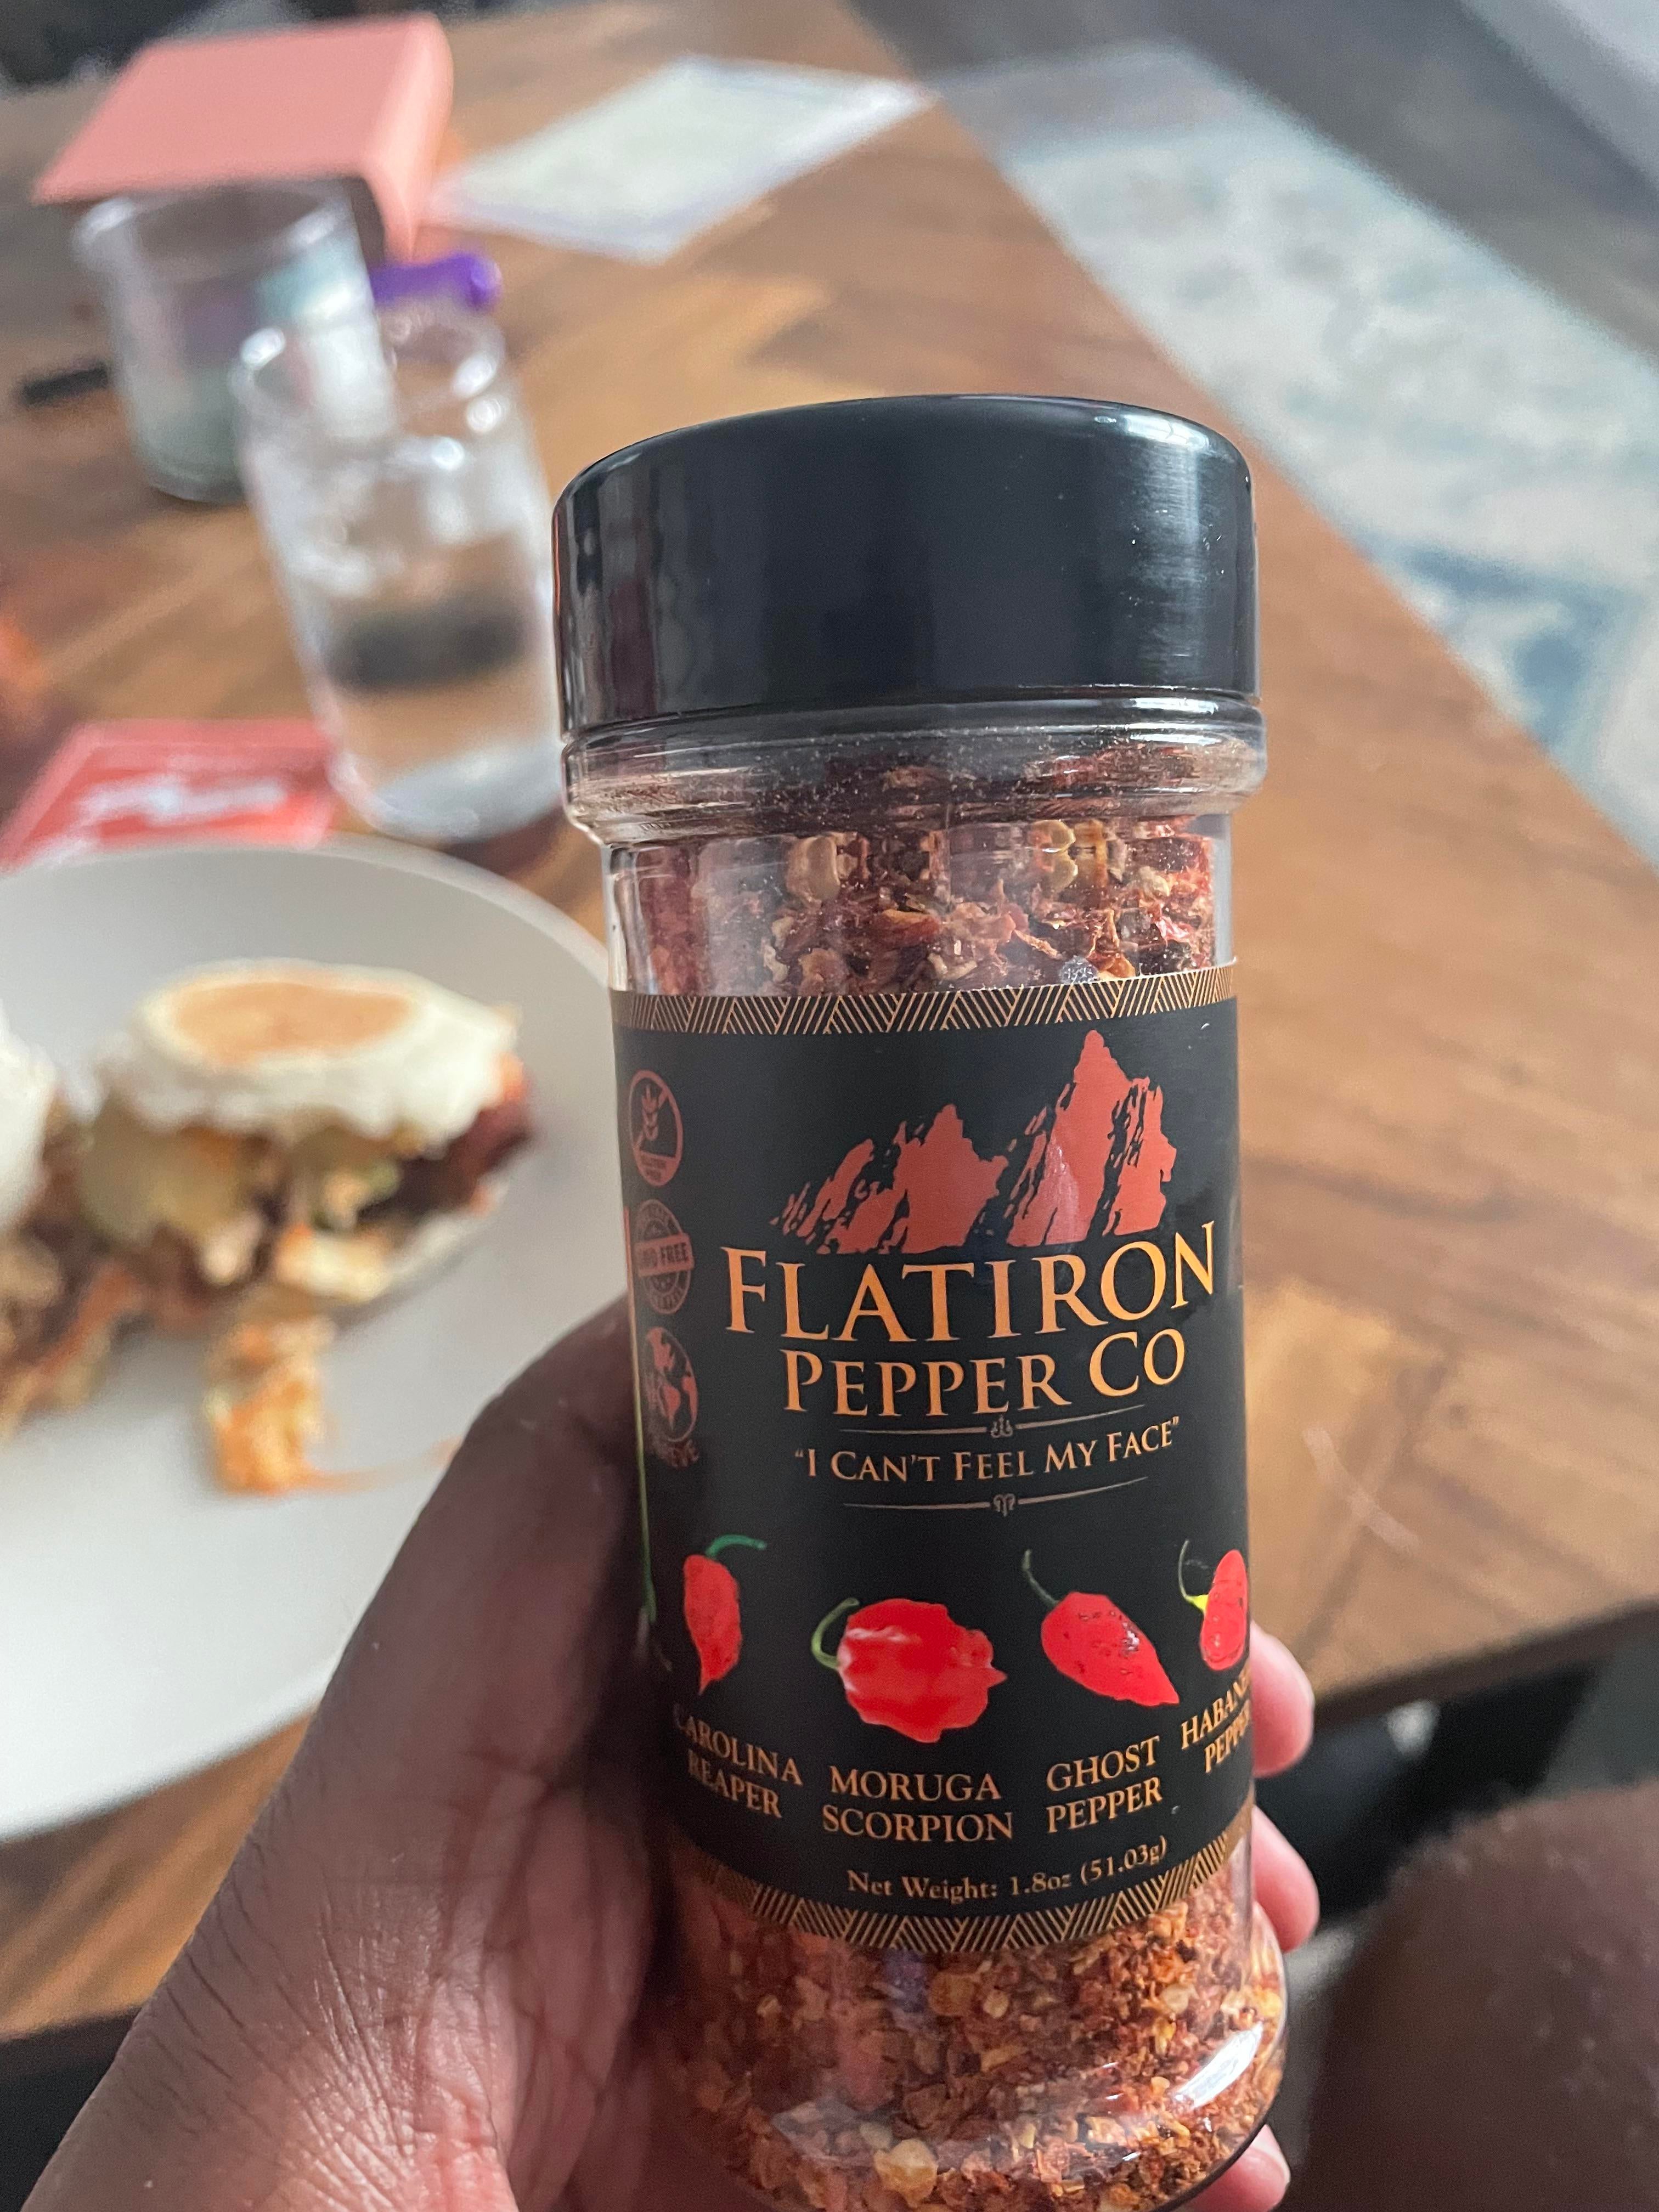 FLATIRON
PEPPER CO
"I CAN'T FEEL MY FACE"
CAROLINA
REAPER
MORUGA
SCORPION
GHOST
PEPPER
Net Weight: 1.8oz (51.03g)